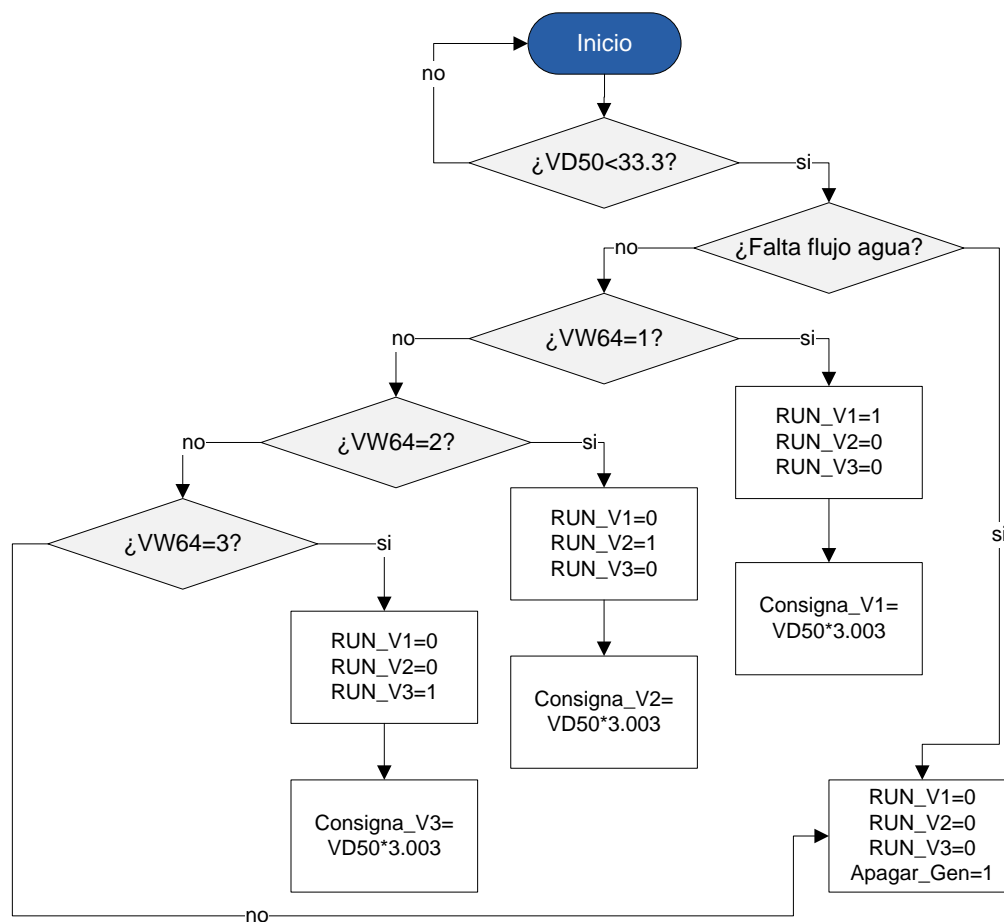 Inicio
no
¿VD50<33.3?
si
¿Falta flujo agua?
no
¿VW64=1?
no
si
RUN_V1=1
RUN_V2=0
RUN_V3=0
¿VW64=2?
no
si
RUN_V1=0
RUN_V2=1
RUN_V3=0
si
¿VW64=3?
si
Consigna_V1=
VD50*3.003
RUN_V1=0
RUN_V2=0
RUN_V3=1
Consigna_V2=
VD50*3.003
Consigna_V3=
VD50*3.003
RUN_V1=0
RUN_V2=0
RUN_V3=0
Apagar_Gen=1
no